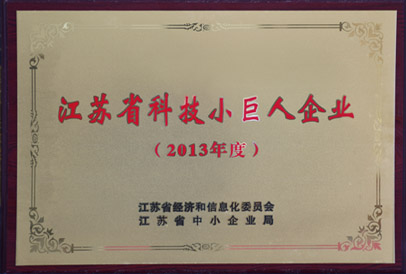 江苏省科技小巨人企业
（2013年度）
江苏省经济和信息化委员会
江苏省中小企业局